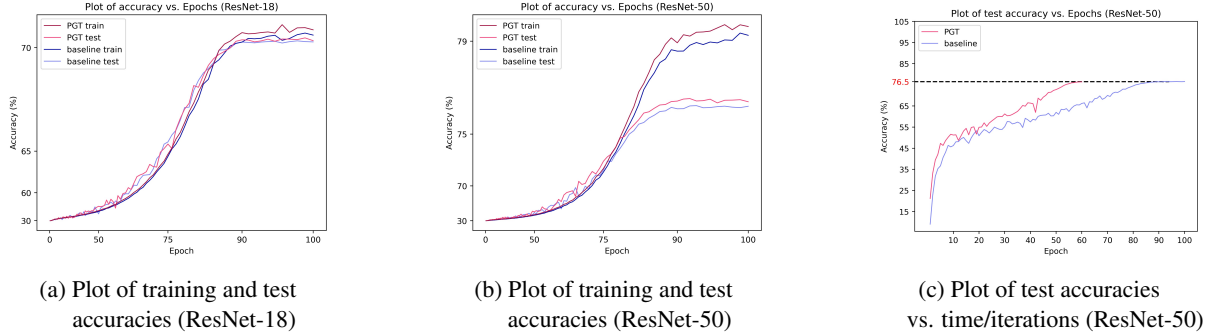 Plot of accuracy vs. Epochs (ResNet-18)
PGT train
PGT test
baseline train
baseline test
Accuracy (%)
70
65
60
30
0 50 75 90 100
Epoch
(a) Plot of training and test
accuracies (ResNet-18)
Plot of accuracy vs. Epochs (ResNet-50)
PGT train
PGT test
baseline train
baseline test
Accuracy (%)
79
75
70
30
0 50 75 90 100
Epoch
(b) Plot of training and test
accuracies (ResNet-50)
Plot of test accuracy vs. Epochs (ResNet-50)
PGT
baseline
Accuracy (%)
105
95
85
76.5
65
55
45
35
25
15
10 20 30 40 50 60 70 80 90 100
Epoch
(c) Plot of test accuracies
vs. time/iterations (ResNet-50)